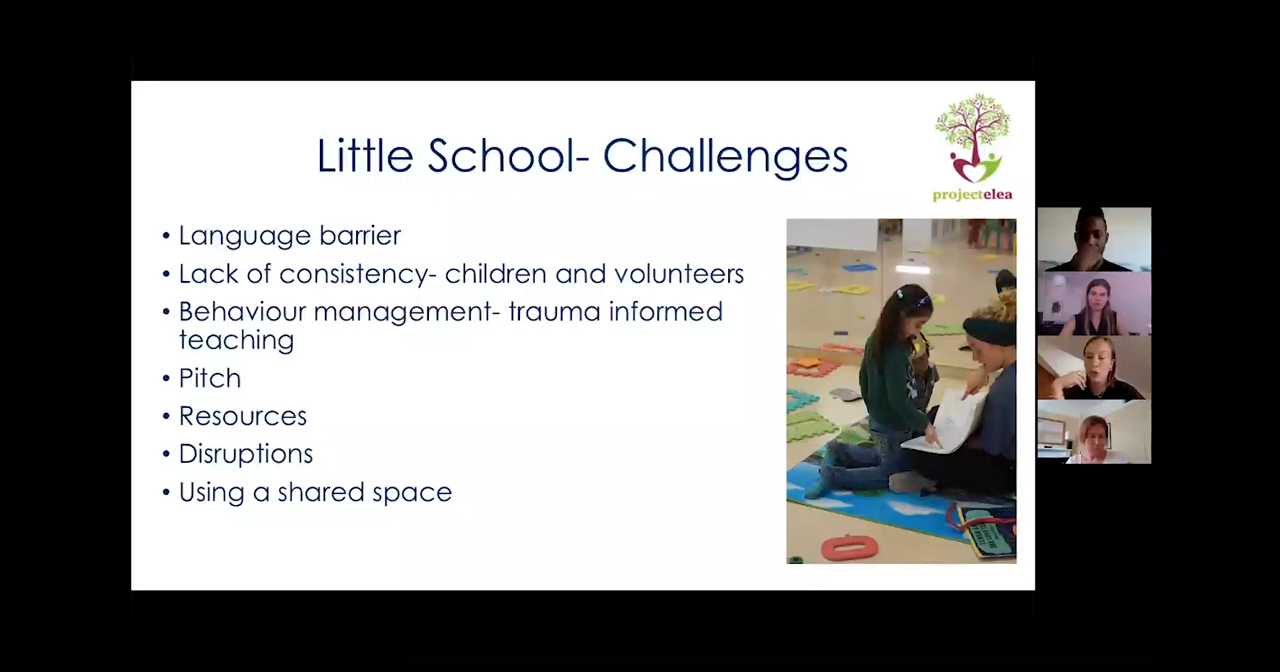 Little School- Challenges
projectelea
• Language barrier
• Lack of consistency- children and volunteers
• Behaviour management- trauma informed
teaching
• Pitch
• Resources
• Disruptions
• Using a shared space